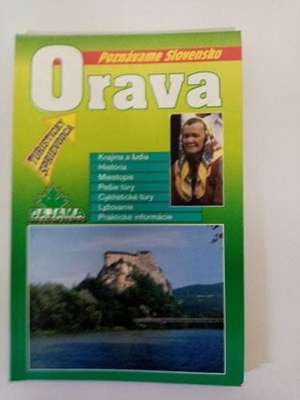 Poznávame Slovensko
Orava
TURISTICKÝ
SPRIEVODCA
Krajina a ľudia
História
Miestopis
Pešie túry
Cyklistické túry
Lyžovanie
Praktické informácie
DAJAMA